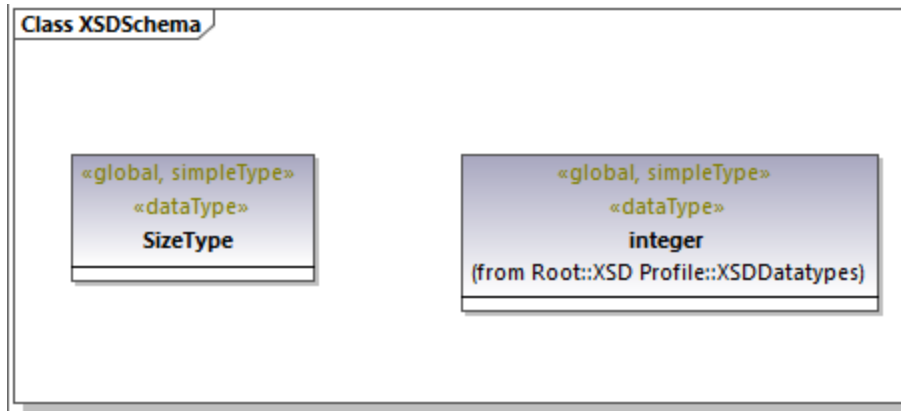 Class XSDSchema
«global, simpleType»
«dataType»
SizeType
«global, simpleType»
«dataType»
integer
(from Root::XSD Profile::XSDDatatypes)